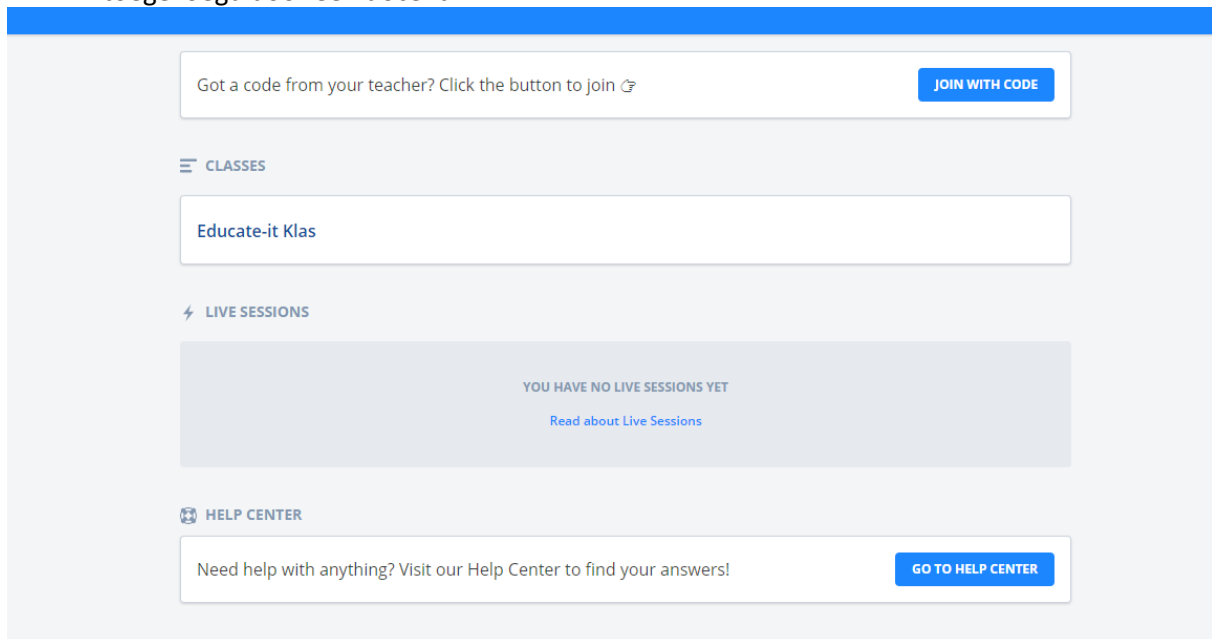 Got a code from your teacher? Click the button to join 👉
JOIN WITH CODE
CLASSES
Educate-it Klas
LIVE SESSIONS
YOU HAVE NO LIVE SESSIONS YET
Read about Live Sessions
HELP CENTER
Need help with anything? Visit our Help Center to find your answers!
GO TO HELP CENTER